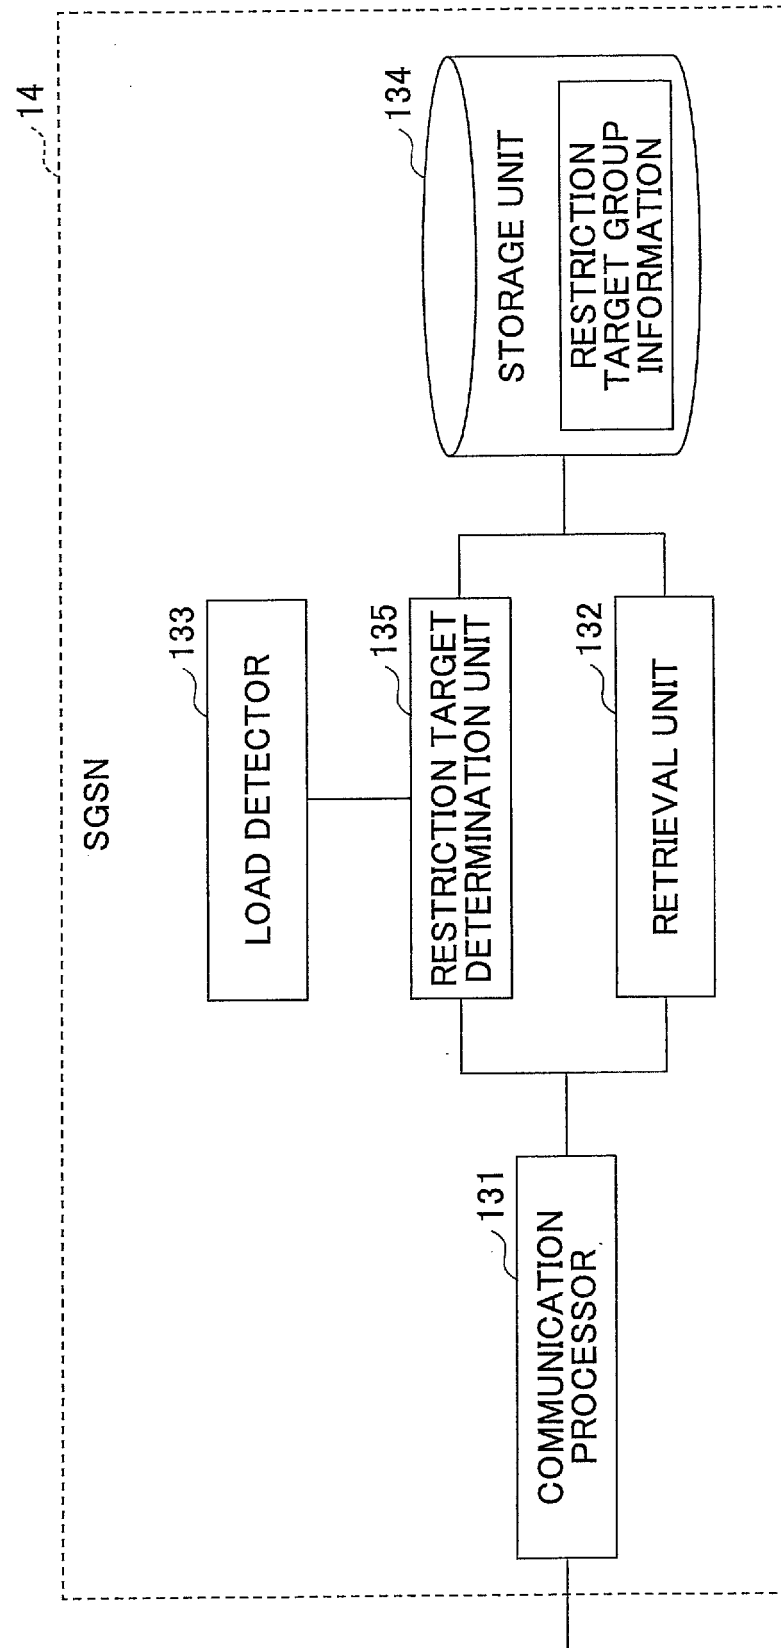 14
SGSN
133
LOAD DETECTOR
134
STORAGE UNIT
RESTRICTION
TARGET GROUP
INFORMATION
135
RESTRICTION TARGET
DETERMINATION UNIT
131
COMMUNICATION
PROCESSOR
132
RETRIEVAL UNIT